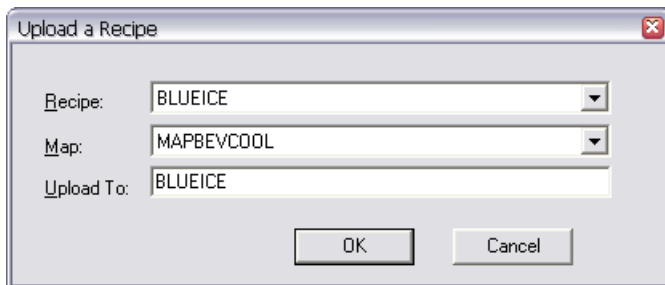 Upload a Recipe
Recipe: BLUEICE
Map: MAPBEVCOOL
Upload To: BLUEICE
OK Cancel